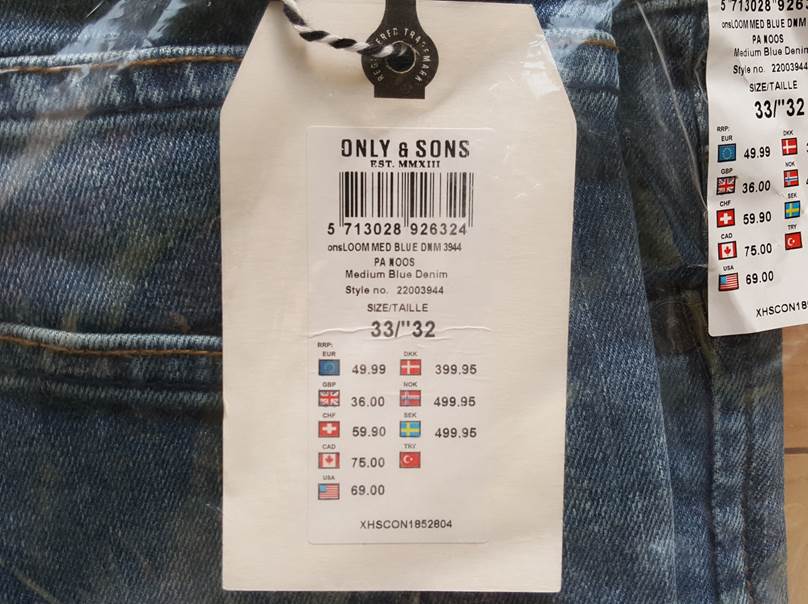 REGISTERED TRADEMARK
ONLY & SONS
EST. MMXIII
5 713028 926324
onsLOOM MED BLUE DNM 3944
PA NOOS
Medium Blue Denim
Style no. 22003944
SIZE/TAILLE
33/"32
RRP:
EUR 49.99 DKK 399.95
GBP 36.00 NOK 499.95
CHF 59.90 SEK 499.95
CAD 75.00 TRY
USA 69.00
XHSCON1852804
5 713028 9263
onsLOOM MED BLUE DNM
PA NOOS
Medium Blue Denim
Style no. 22003944
SIZE/TAILLE
33/"32
RRP:
EUR 49.99 DKK
GBP 36.00 NOK
CHF 59.90 SEK
CAD 75.00 TRY
USA 69.00
XHSCON18